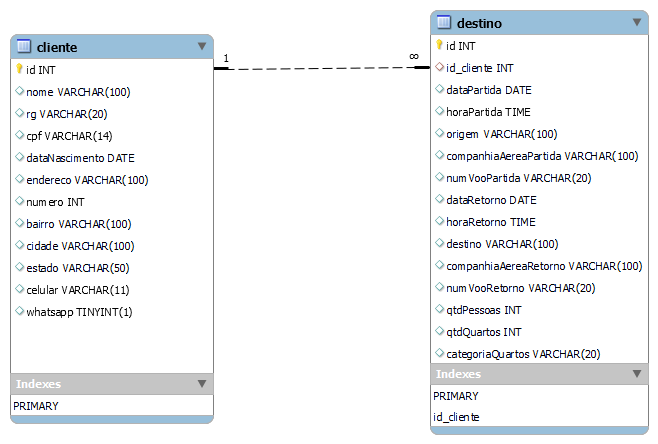 cliente
id INT
nome VARCHAR(100)
rg VARCHAR(20)
cpf VARCHAR(14)
dataNascimento DATE
endereco VARCHAR(100)
numero INT
bairro VARCHAR(100)
cidade VARCHAR(100)
estado VARCHAR(50)
celular VARCHAR(11)
whatsapp TINYINT(1)
Indexes
PRIMARY
1
∞
destino
id INT
id_cliente INT
dataPartida DATE
horaPartida TIME
origem VARCHAR(100)
companhiaAereaPartida VARCHAR(100)
numVooPartida VARCHAR(20)
dataRetorno DATE
horaRetorno TIME
destino VARCHAR(100)
companhiaAereaRetorno VARCHAR(100)
numVooRetorno VARCHAR(20)
qtdPessoas INT
qtdQuartos INT
categoriaQuartos VARCHAR(20)
Indexes
PRIMARY
id_cliente